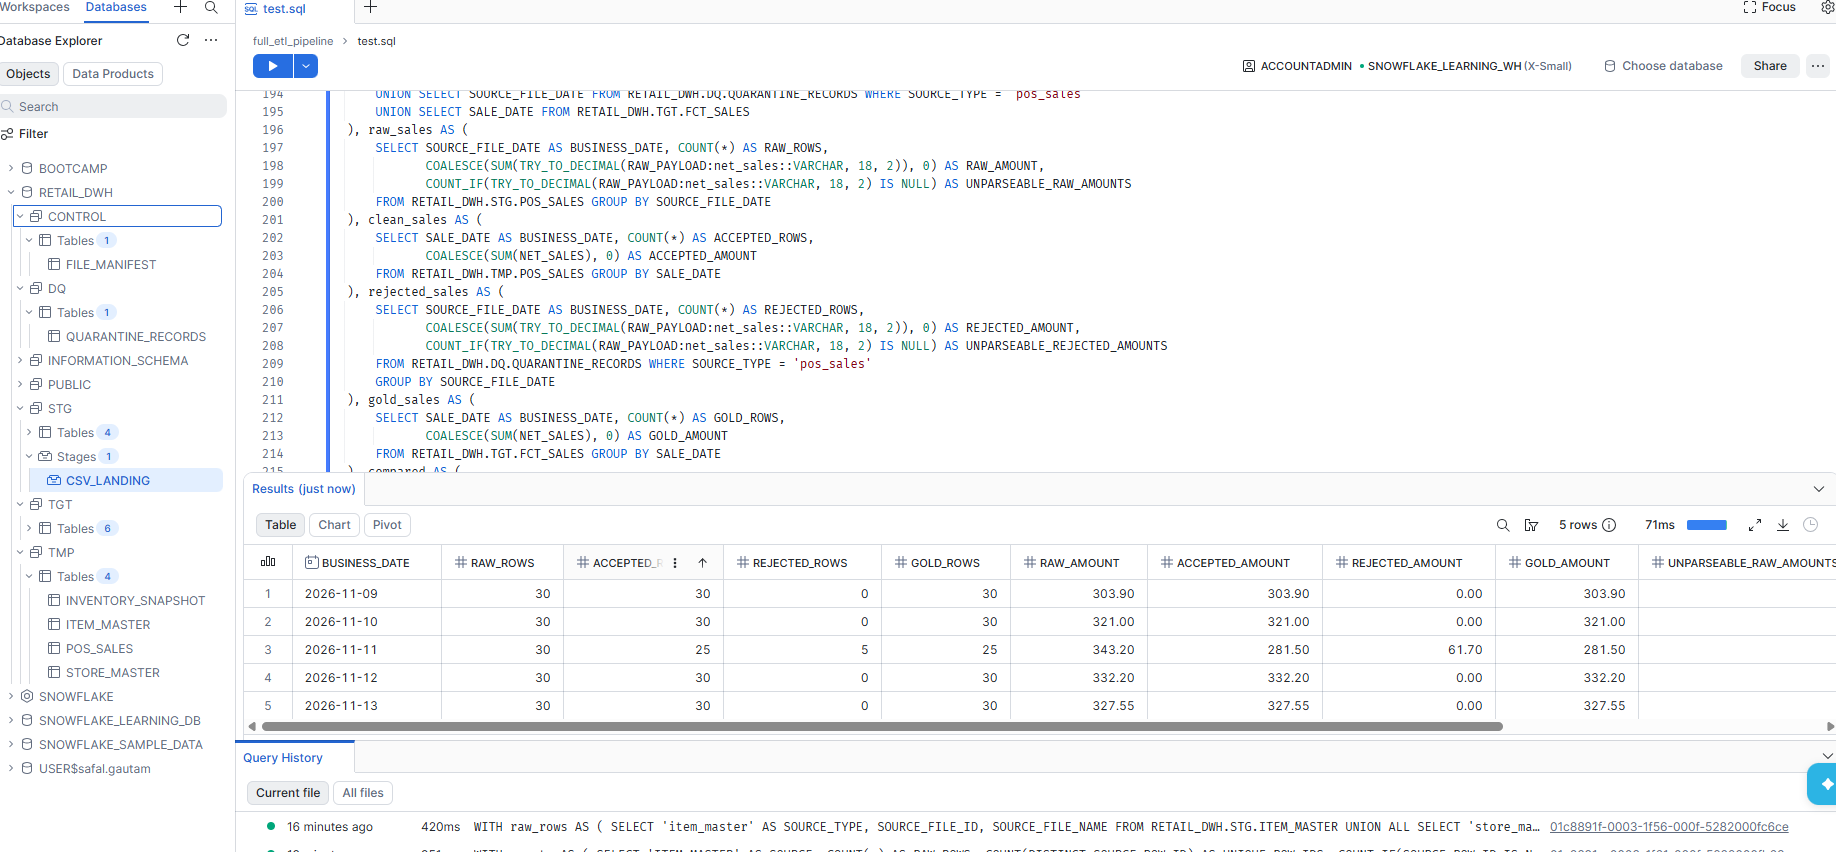 Workspaces Databases
test.sql
Focus
Database Explorer
full_etl_pipeline > test.sql
Objects Data Products
ACCOUNTADMIN • SNOWFLAKE_LEARNING_WH (X-Small) Choose database Share
Search
Filter
BOOTCAMP
RETAIL_DWH
CONTROL
Tables 1
FILE_MANIFEST
DQ
Tables 1
QUARANTINE_RECORDS
INFORMATION_SCHEMA
PUBLIC
STG
Tables 4
Stages 1
CSV_LANDING
TGT
Tables 6
TMP
Tables 4
INVENTORY_SNAPSHOT
ITEM_MASTER
POS_SALES
STORE_MASTER
SNOWFLAKE
SNOWFLAKE_LEARNING_DB
SNOWFLAKE_SAMPLE_DATA
USER$safal.gautam
194 UNION SELECT SOURCE_FILE_DATE FROM RETAIL_DWH.DQ.QUARANTINE_RECORDS WHERE SOURCE_TYPE = 'pos_sales'
195 UNION SELECT SALE_DATE FROM RETAIL_DWH.TGT.FCT_SALES
196 ), raw_sales AS (
197 SELECT SOURCE_FILE_DATE AS BUSINESS_DATE, COUNT(*) AS RAW_ROWS,
198 COALESCE(SUM(TRY_TO_DECIMAL(RAW_PAYLOAD:net_sales::VARCHAR, 18, 2)), 0) AS RAW_AMOUNT,
199 COUNT_IF(TRY_TO_DECIMAL(RAW_PAYLOAD:net_sales::VARCHAR, 18, 2) IS NULL) AS UNPARSEABLE_RAW_AMOUNTS
200 FROM RETAIL_DWH.STG.POS_SALES GROUP BY SOURCE_FILE_DATE
201 ), clean_sales AS (
202 SELECT SALE_DATE AS BUSINESS_DATE, COUNT(*) AS ACCEPTED_ROWS,
203 COALESCE(SUM(NET_SALES), 0) AS ACCEPTED_AMOUNT
204 FROM RETAIL_DWH.TMP.POS_SALES GROUP BY SALE_DATE
205 ), rejected_sales AS (
206 SELECT SOURCE_FILE_DATE AS BUSINESS_DATE, COUNT(*) AS REJECTED_ROWS,
207 COALESCE(SUM(TRY_TO_DECIMAL(RAW_PAYLOAD:net_sales::VARCHAR, 18, 2)), 0) AS REJECTED_AMOUNT,
208 COUNT_IF(TRY_TO_DECIMAL(RAW_PAYLOAD:net_sales::VARCHAR, 18, 2) IS NULL) AS UNPARSEABLE_REJECTED_AMOUNTS
209 FROM RETAIL_DWH.DQ.QUARANTINE_RECORDS WHERE SOURCE_TYPE = 'pos_sales'
210 GROUP BY SOURCE_FILE_DATE
211 ), gold_sales AS (
212 SELECT SALE_DATE AS BUSINESS_DATE, COUNT(*) AS GOLD_ROWS,
213 COALESCE(SUM(NET_SALES), 0) AS GOLD_AMOUNT
214 FROM RETAIL_DWH.TGT.FCT_SALES GROUP BY SALE_DATE
215 ), compared AS (
Results (just now)
Table Chart Pivot
5 rows 71ms
BUSINESS_DATE RAW_ROWS ACCEPTED_R REJECTED_ROWS GOLD_ROWS RAW_AMOUNT ACCEPTED_AMOUNT REJECTED_AMOUNT GOLD_AMOUNT UNPARSEABLE_RAW_AMOUNTS
1 2026-11-09 30 30 0 30 303.90 303.90 0.00 303.90
2 2026-11-10 30 30 0 30 321.00 321.00 0.00 321.00
3 2026-11-11 30 25 5 25 343.20 281.50 61.70 281.50
4 2026-11-12 30 30 0 30 332.20 332.20 0.00 332.20
5 2026-11-13 30 30 0 30 327.55 327.55 0.00 327.55
Query History
Current file All files
16 minutes ago 420ms WITH raw_rows AS ( SELECT 'item_master' AS SOURCE_TYPE, SOURCE_FILE_ID, SOURCE_FILE_NAME FROM RETAIL_DWH.STG.ITEM_MASTER UNION ALL SELECT 'store_ma… 01c8891f-0003-1f56-000f-5282000fc6ce